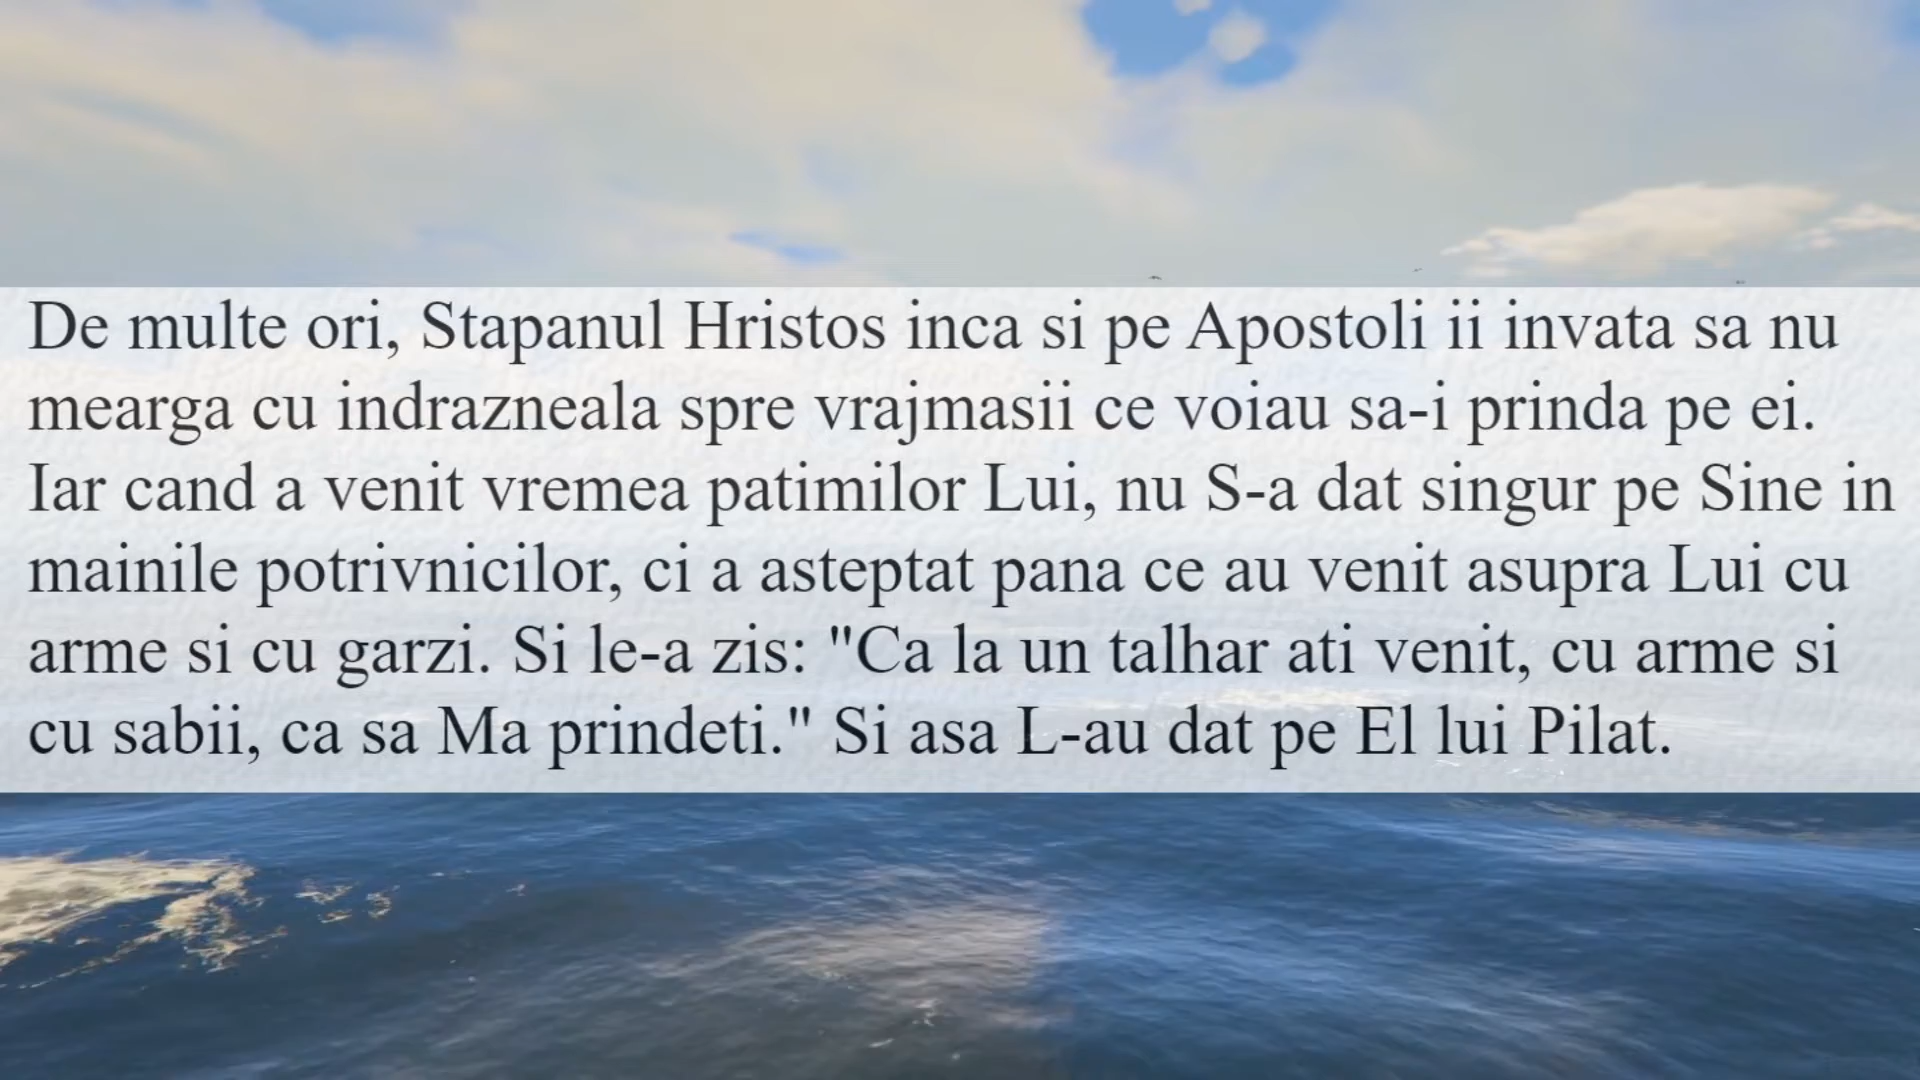 De multe ori, Stapanul Hristos inca si pe Apostoli ii invata sa nu
mearga cu indrazneala spre vrajmasii ce voiau sa-i prinda pe ei.
Iar cand a venit vremea patimilor Lui, nu S-a dat singur pe Sine in
mainile potrivnicilor, ci a asteptat pana ce au venit asupra Lui cu
arme si cu garzi. Si le-a zis: "Ca la un talhar ati venit, cu arme si
cu sabii, ca sa Ma prindeti." Si asa L-au dat pe El lui Pilat.